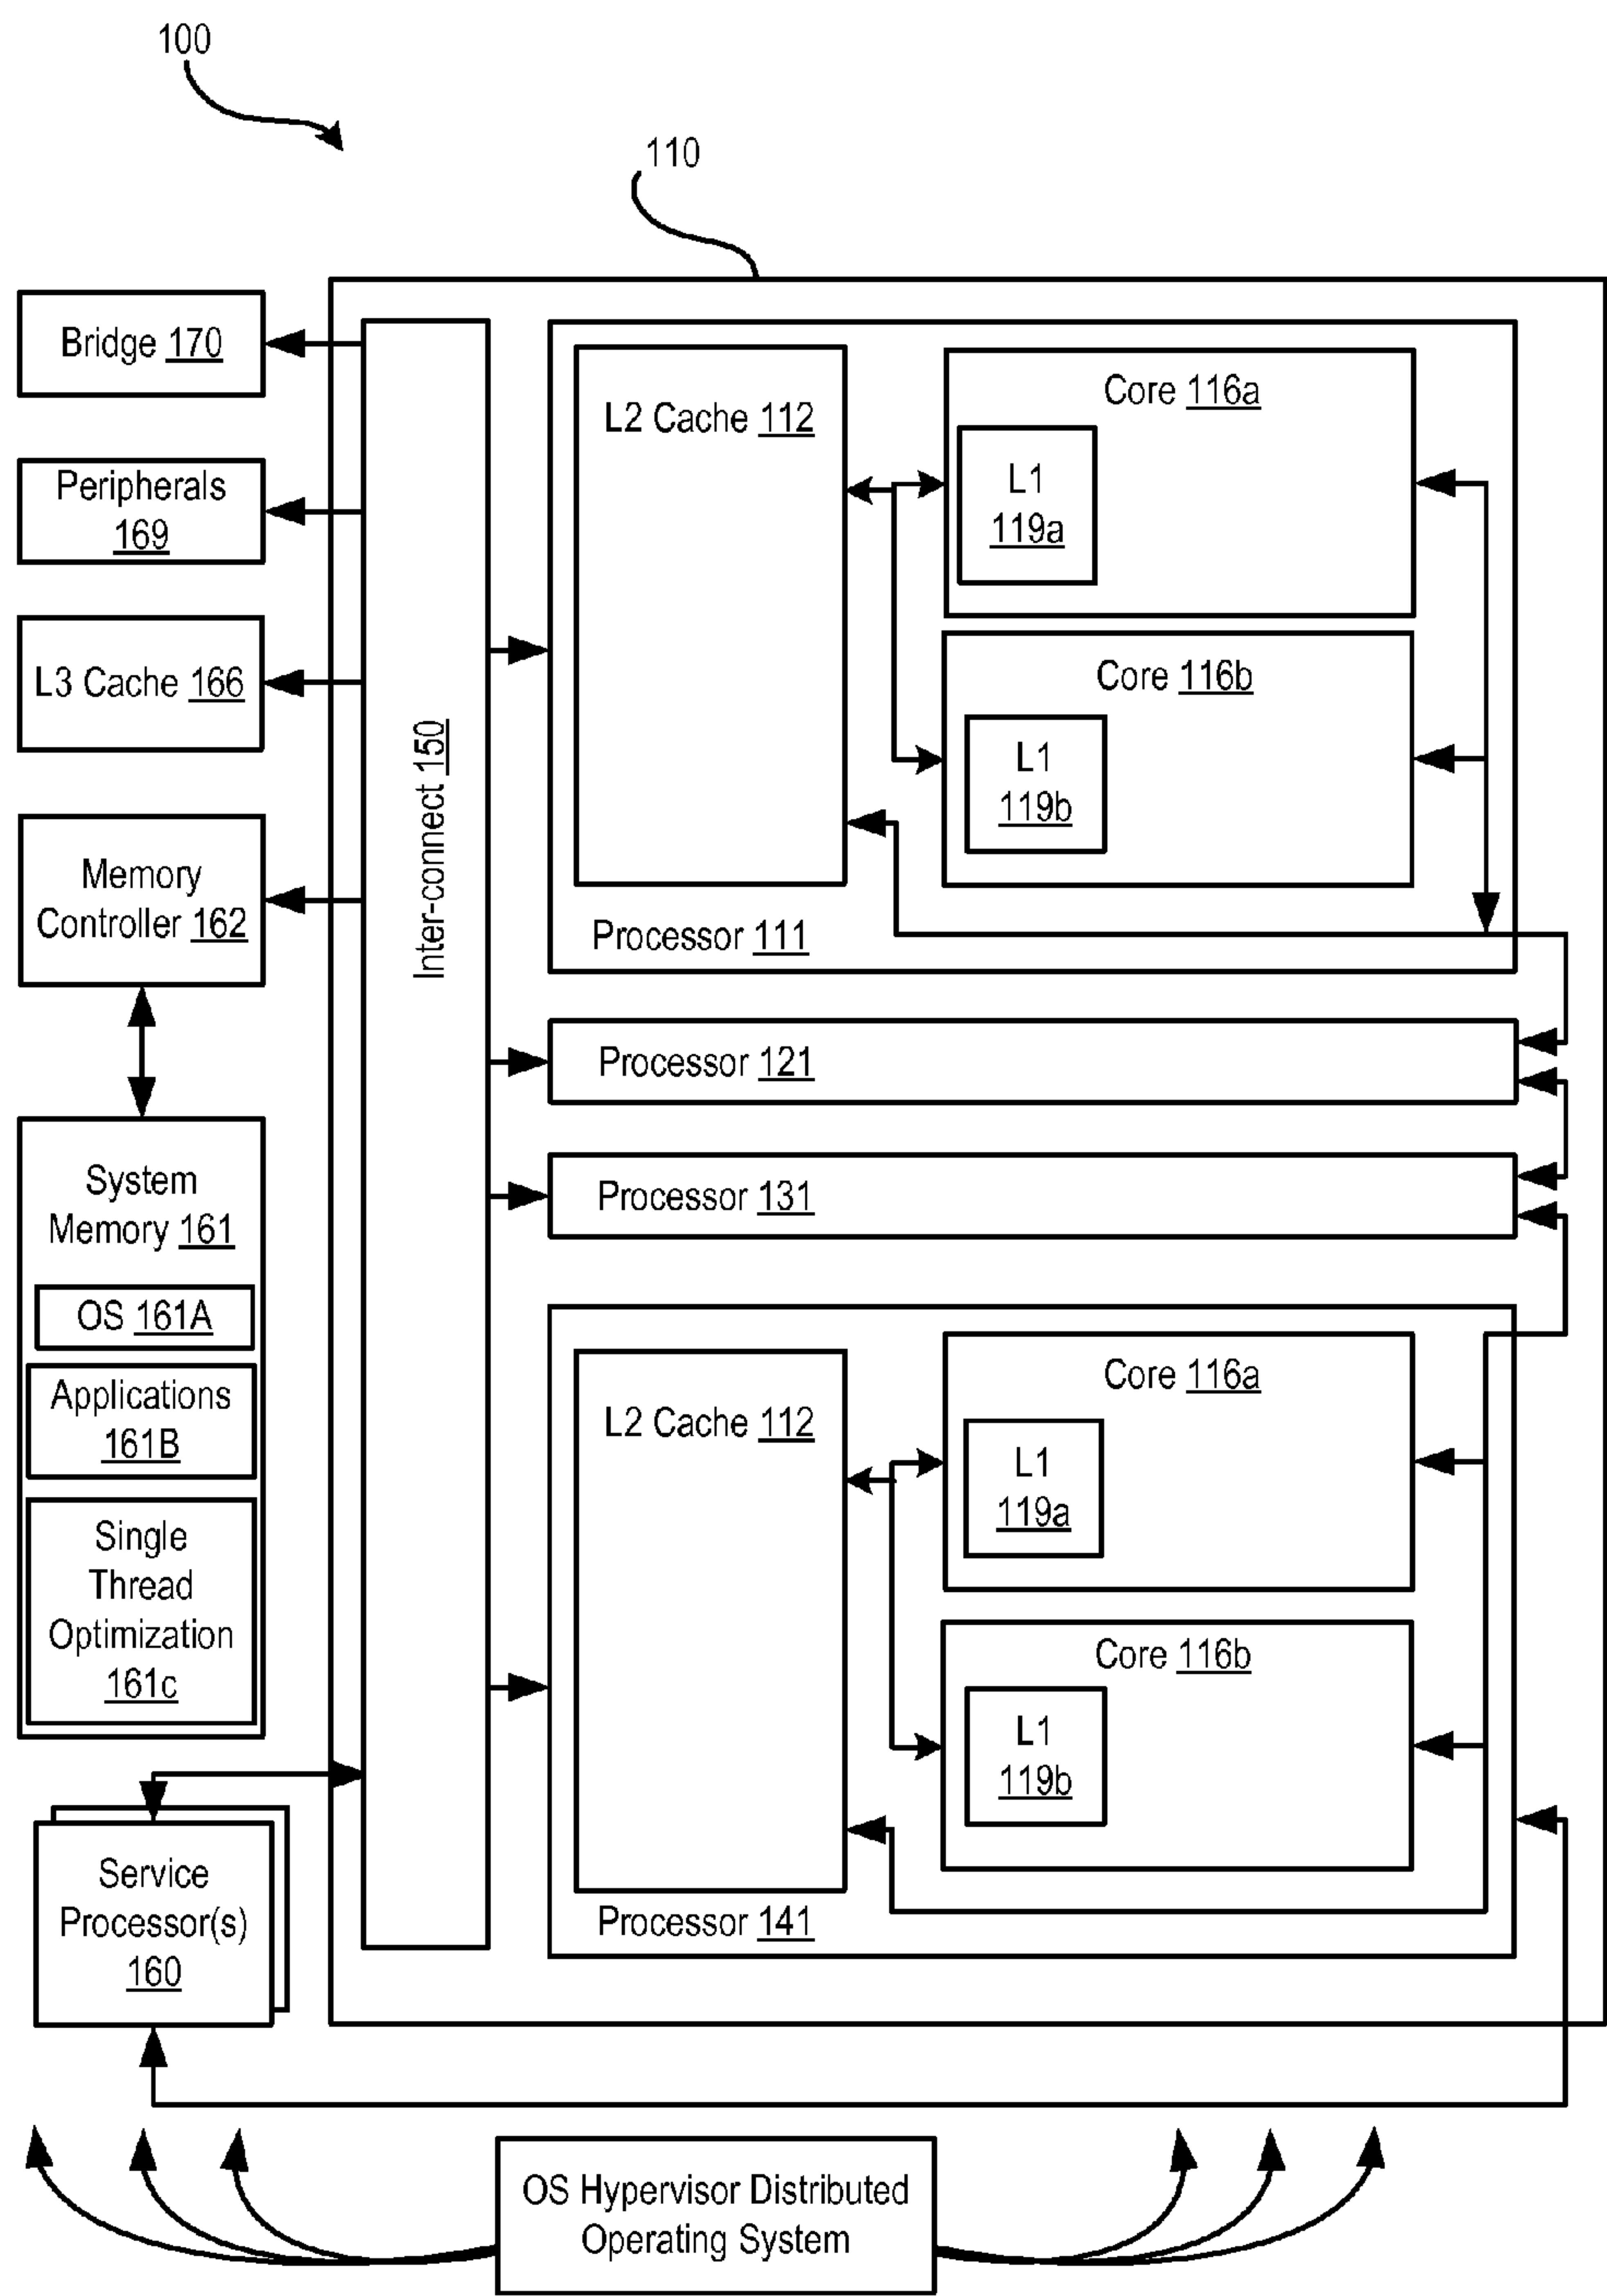 100
110
Bridge 170
Peripherals
169
L3 Cache 166
Memory
Controller 162
System
Memory 161
OS 161A
Applications
161B
Single
Thread
Optimization
161c
Service
Processor(s)
160
Inter-connect 150
L2 Cache 112
Core 116a
L1
119a
Core 116b
L1
119b
Processor 111
Processor 121
Processor 131
L2 Cache 112
Core 116a
L1
119a
Core 116b
L1
119b
Processor 141
OS Hypervisor Distributed
Operating System